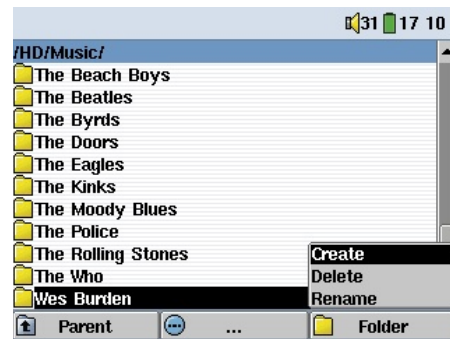 31 17 10
/HD/Music/
The Beach Boys
The Beatles
The Byrds
The Doors
The Eagles
The Kinks
The Moody Blues
The Police
The Rolling Stones
The Who
Wes Burden
Create
Delete
Rename
Parent
...
Folder